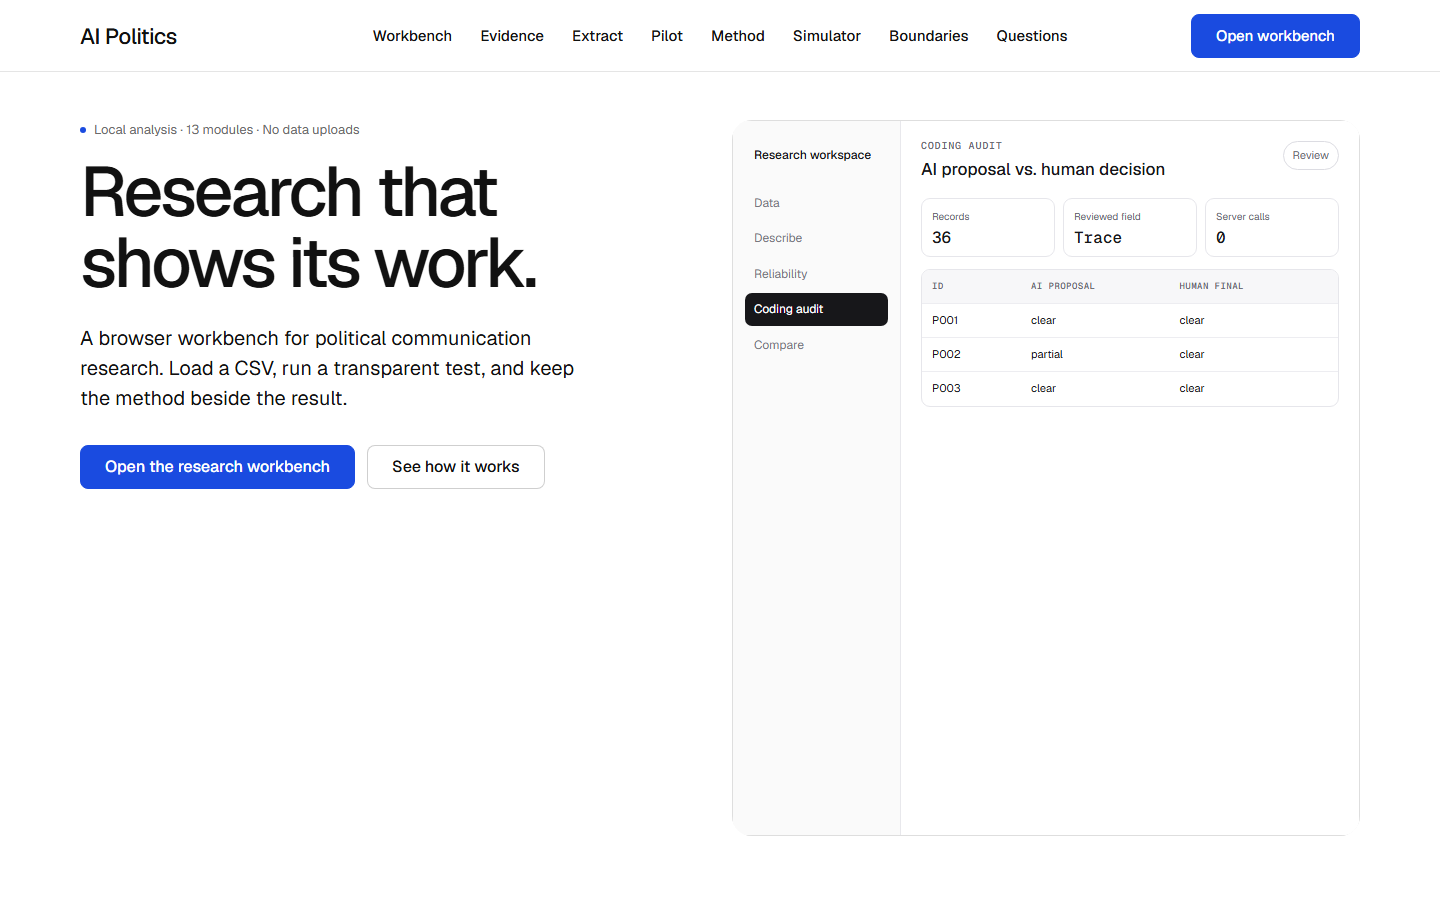 AI Politics
Workbench
Evidence
Extract
Pilot
Method
Simulator
Boundaries
Questions
Open workbench
Local analysis · 13 modules · No data uploads
Research that
shows its work.
A browser workbench for political communication
research. Load a CSV, run a transparent test, and keep
the method beside the result.
Open the research workbench
See how it works
Research workspace
Data
Describe
Reliability
Coding audit
Compare
CODING AUDIT
AI proposal vs. human decision
Review
Records
36
Reviewed field
Trace
Server calls
0
ID AI PROPOSAL HUMAN FINAL
P001 clear clear
P002 partial clear
P003 clear clear